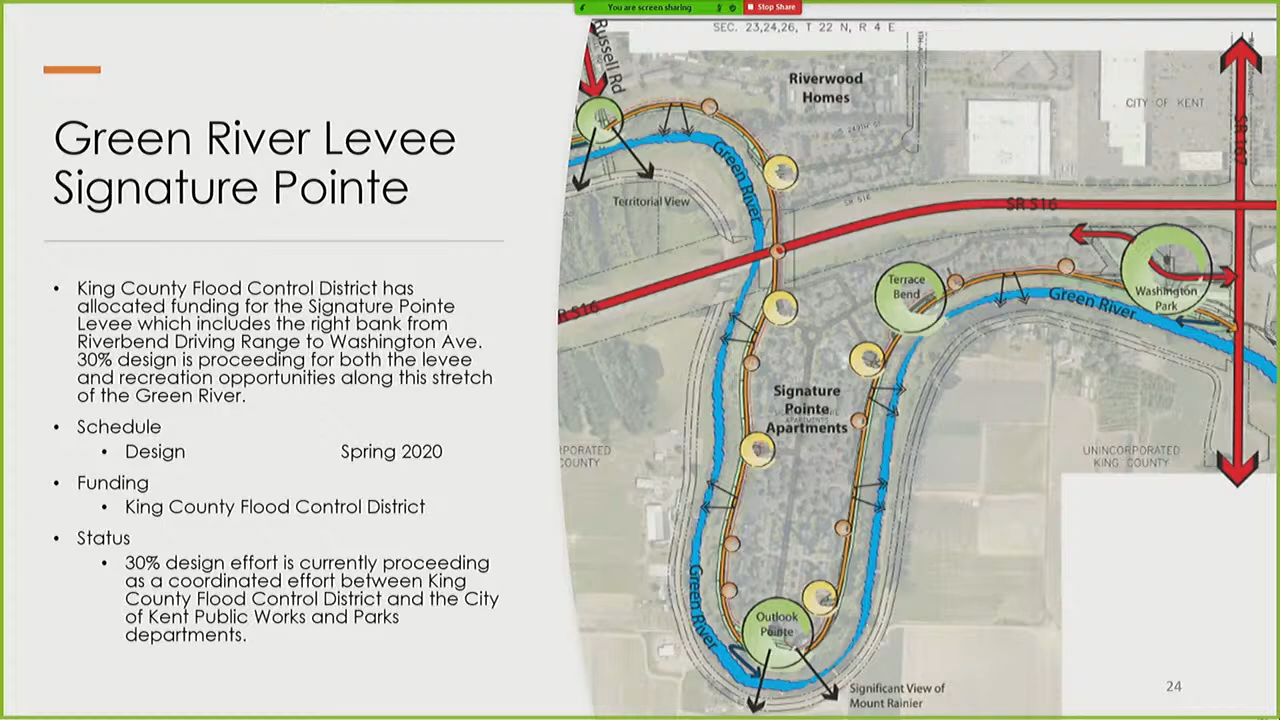 You are screen sharing
Stop Share
Green River Levee
Signature Pointe
• King County Flood Control District has
allocated funding for the Signature Pointe
Levee which includes the right bank from
Riverbend Driving Range to Washington Ave.
30% design is proceeding for both the levee
and recreation opportunities along this stretch
of the Green River.
• Schedule
• Design Spring 2020
• Funding
• King County Flood Control District
• Status
• 30% design effort is currently proceeding
as a coordinated effort between King
County Flood Control District and the City
of Kent Public Works and Parks
departments.
SEC. 23,24,26, T 22 N, R 4 E
Russell Rd
Riverwood
Homes
CITY OF KENT
SR 167
Green River
Territorial View
SR 516
SR 516
SR 516
Terrace
Bend
Washington
Park
Green River
Signature
Pointe
Apartments
APARTMENTS
UNINCORPORATED
KING COUNTY
PORATED
COUNTY
Green River
Outlook
Pointe
Significant View of
Mount Rainier
24